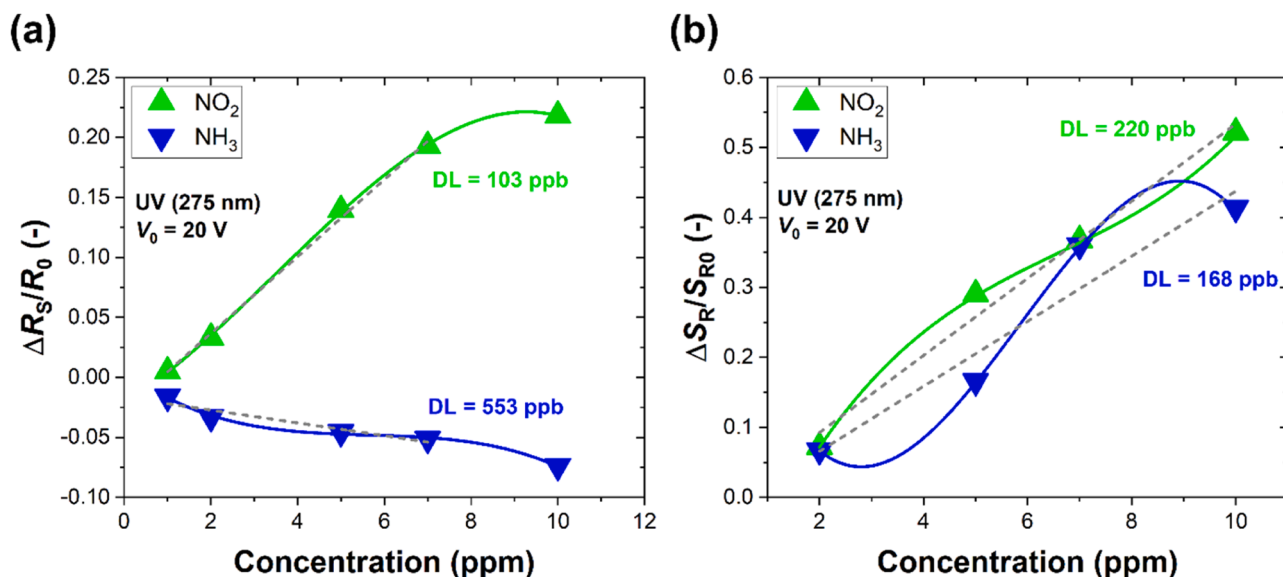 (a)
0.25
0.20
0.15
0.10
0.05
0.00
-0.05
-0.10
ΔRS/R0 (-)
NO2
NH3
UV (275 nm)
V0 = 20 V
DL = 103 ppb
DL = 553 ppb
0 2 4 6 8 10 12
Concentration (ppm)
(b)
0.6
0.5
0.4
0.3
0.2
0.1
0.0
ΔSR/SR0 (-)
NO2
NH3
UV (275 nm)
V0 = 20 V
DL = 220 ppb
DL = 168 ppb
2 4 6 8 10
Concentration (ppm)